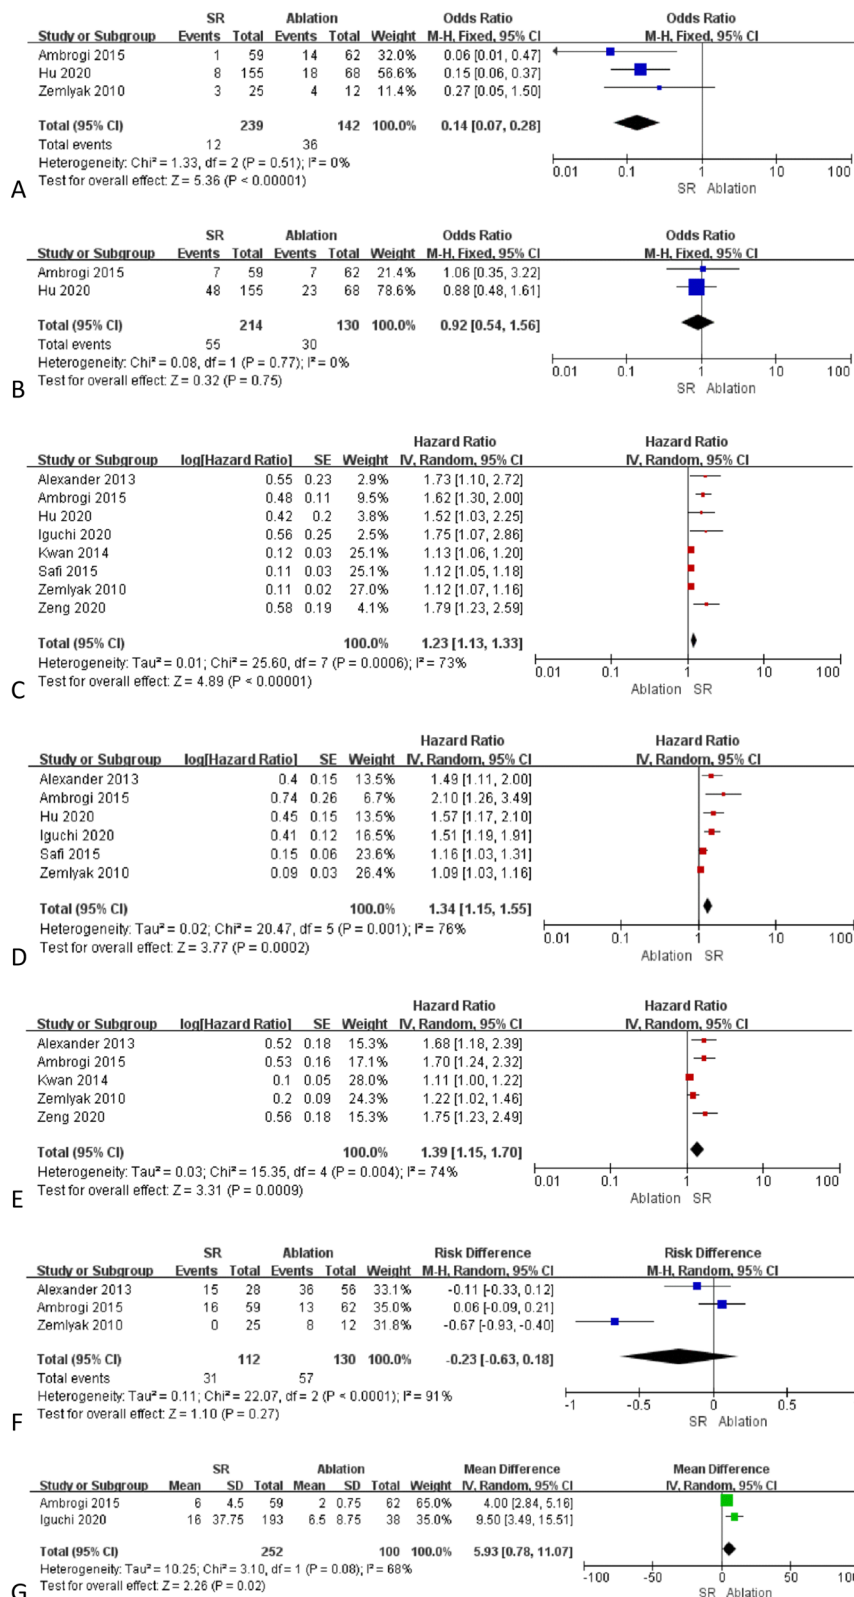 SR Ablation Odds Ratio Odds Ratio
Study or Subgroup Events Total Events Total Weight M-H, Fixed, 95% CI M-H, Fixed, 95% CI
Ambrogi 2015 1 59 14 62 32.0% 0.06 [0.01, 0.47]
Hu 2020 8 155 18 68 56.6% 0.15 [0.06, 0.37]
Zemlyak 2010 3 25 4 12 11.4% 0.27 [0.05, 1.50]
Total (95% CI) 239 142 100.0% 0.14 [0.07, 0.28]
Total events 12 36
Heterogeneity: Chi² = 1.33, df = 2 (P = 0.51); I² = 0%
Test for overall effect: Z = 5.36 (P < 0.00001)
0.01 0.1 1 10 100
SR Ablation
A
SR Ablation Odds Ratio Odds Ratio
Study or Subgroup Events Total Events Total Weight M-H, Fixed, 95% CI M-H, Fixed, 95% CI
Ambrogi 2015 7 59 7 62 21.4% 1.06 [0.35, 3.22]
Hu 2020 48 155 23 68 78.6% 0.88 [0.48, 1.61]
Total (95% CI) 214 130 100.0% 0.92 [0.54, 1.56]
Total events 55 30
Heterogeneity: Chi² = 0.08, df = 1 (P = 0.77); I² = 0%
Test for overall effect: Z = 0.32 (P = 0.75)
0.01 0.1 1 10 100
SR Ablation
B
Hazard Ratio Hazard Ratio
Study or Subgroup log[Hazard Ratio] SE Weight IV, Random, 95% CI IV, Random, 95% CI
Alexander 2013 0.55 0.23 2.9% 1.73 [1.10, 2.72]
Ambrogi 2015 0.48 0.11 9.5% 1.62 [1.30, 2.00]
Hu 2020 0.42 0.2 3.8% 1.52 [1.03, 2.25]
Iguchi 2020 0.56 0.25 2.5% 1.75 [1.07, 2.86]
Kwan 2014 0.12 0.03 25.1% 1.13 [1.06, 1.20]
Safi 2015 0.11 0.03 25.1% 1.12 [1.05, 1.18]
Zemlyak 2010 0.11 0.02 27.0% 1.12 [1.07, 1.16]
Zeng 2020 0.58 0.19 4.1% 1.79 [1.23, 2.59]
Total (95% CI) 100.0% 1.23 [1.13, 1.33]
Heterogeneity: Tau² = 0.01; Chi² = 25.60, df = 7 (P = 0.0006); I² = 73%
Test for overall effect: Z = 4.89 (P < 0.00001)
0.01 0.1 1 10 100
Ablation SR
C
Hazard Ratio Hazard Ratio
Study or Subgroup log[Hazard Ratio] SE Weight IV, Random, 95% CI IV, Random, 95% CI
Alexander 2013 0.4 0.15 13.5% 1.49 [1.11, 2.00]
Ambrogi 2015 0.74 0.26 6.7% 2.10 [1.26, 3.49]
Hu 2020 0.45 0.15 13.5% 1.57 [1.17, 2.10]
Iguchi 2020 0.41 0.12 16.5% 1.51 [1.19, 1.91]
Safi 2015 0.15 0.06 23.6% 1.16 [1.03, 1.31]
Zemlyak 2010 0.09 0.03 26.4% 1.09 [1.03, 1.16]
Total (95% CI) 100.0% 1.34 [1.15, 1.55]
Heterogeneity: Tau² = 0.02; Chi² = 20.47, df = 5 (P = 0.001); I² = 76%
Test for overall effect: Z = 3.77 (P = 0.0002)
0.01 0.1 1 10 100
Ablation SR
D
Hazard Ratio Hazard Ratio
Study or Subgroup log[Hazard Ratio] SE Weight IV, Random, 95% CI IV, Random, 95% CI
Alexander 2013 0.52 0.18 15.3% 1.68 [1.18, 2.39]
Ambrogi 2015 0.53 0.16 17.1% 1.70 [1.24, 2.32]
Kwan 2014 0.1 0.05 28.0% 1.11 [1.00, 1.22]
Zemlyak 2010 0.2 0.09 24.3% 1.22 [1.02, 1.46]
Zeng 2020 0.56 0.18 15.3% 1.75 [1.23, 2.49]
Total (95% CI) 100.0% 1.39 [1.15, 1.70]
Heterogeneity: Tau² = 0.03; Chi² = 15.35, df = 4 (P = 0.004); I² = 74%
Test for overall effect: Z = 3.31 (P = 0.0009)
0.01 0.1 1 10 100
Ablation SR
E
SR Ablation Risk Difference Risk Difference
Study or Subgroup Events Total Events Total Weight M-H, Random, 95% CI M-H, Random, 95% CI
Alexander 2013 15 28 36 56 33.1% -0.11 [-0.33, 0.12]
Ambrogi 2015 16 59 13 62 35.0% 0.06 [-0.09, 0.21]
Zemlyak 2010 0 25 8 12 31.8% -0.67 [-0.93, -0.40]
Total (95% CI) 112 130 100.0% -0.23 [-0.63, 0.18]
Total events 31 57
Heterogeneity: Tau² = 0.11; Chi² = 22.07, df = 2 (P < 0.0001); I² = 91%
Test for overall effect: Z = 1.10 (P = 0.27)
-1 -0.5 0 0.5
SR Ablation
F
SR Ablation Mean Difference Mean Difference
Study or Subgroup Mean SD Total Mean SD Total Weight IV, Random, 95% CI IV, Random, 95% CI
Ambrogi 2015 6 4.5 59 2 0.75 62 65.0% 4.00 [2.84, 5.16]
Iguchi 2020 16 37.75 193 6.5 8.75 38 35.0% 9.50 [3.49, 15.51]
Total (95% CI) 252 100 100.0% 5.93 [0.78, 11.07]
Heterogeneity: Tau² = 10.25; Chi² = 3.10, df = 1 (P = 0.08); I² = 68%
Test for overall effect: Z = 2.26 (P = 0.02)
-100 -50 0 50 100
SR Ablation
G